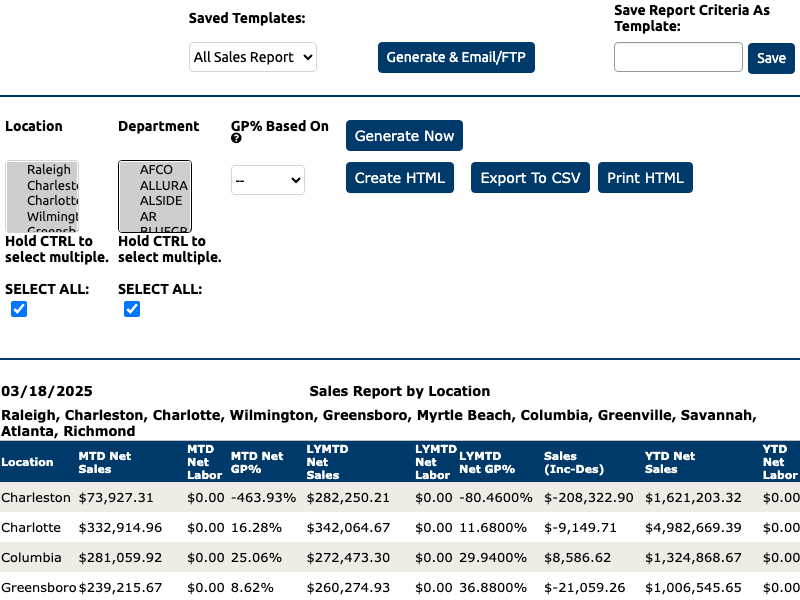 Saved Templates:
Save Report Criteria As
Template:
All Sales Report
Generate & Email/FTP
Save
Location
Department
GP% Based On
?
Generate Now
Raleigh
AFCO
--
Create HTML
Export To CSV
Print HTML
ALLURA
ALSIDE
AR
Hold CTRL to
select multiple.
Hold CTRL to
select multiple.
SELECT ALL:
SELECT ALL:
03/18/2025
Sales Report by Location
Raleigh, Charleston, Charlotte, Wilmington, Greensboro, Myrtle Beach, Columbia, Greenville, Savannah,
Atlanta, Richmond
Location MTD Net Sales MTD Net Labor MTD Net GP% LYMTD Net Sales LYMTD Net Labor LYMTD Net GP% Sales (Inc-Des) YTD Net Sales YTD Net Labor
Charleston $73,927.31 $0.00 -463.93% $282,250.21 $0.00 -80.4600% $-208,322.90 $1,621,203.32 $0.00
Charlotte $332,914.96 $0.00 16.28% $342,064.67 $0.00 11.6800% $-9,149.71 $4,982,669.39 $0.00
Columbia $281,059.92 $0.00 25.06% $272,473.30 $0.00 29.9400% $8,586.62 $1,324,868.67 $0.00
Greensboro $239,215.67 $0.00 8.62% $260,274.93 $0.00 36.8800% $-21,059.26 $1,006,545.65 $0.00